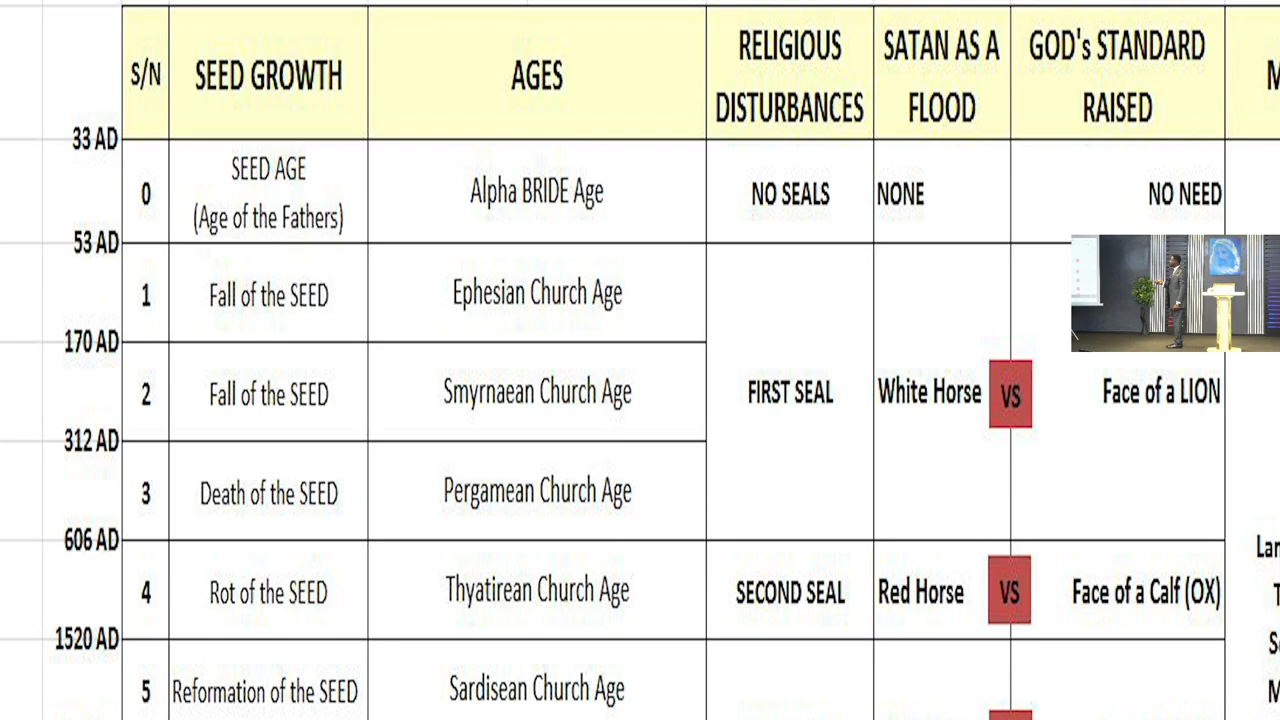 S/N
SEED GROWTH
AGES
RELIGIOUS
DISTURBANCES
SATAN AS A
FLOOD
GOD's STANDARD
RAISED
M
33 AD
0
SEED AGE
(Age of the Fathers)
Alpha BRIDE Age
NO SEALS
NONE
NO NEED
53 AD
1
Fall of the SEED
Ephesian Church Age
170 AD
2
Fall of the SEED
Smyrnaean Church Age
FIRST SEAL
White Horse
VS
Face of a LION
312 AD
3
Death of the SEED
Pergamean Church Age
606 AD
Lan
4
Rot of the SEED
Thyatirean Church Age
SECOND SEAL
Red Horse
VS
Face of a Calf (OX)
T
1520 AD
S
5
Reformation of the SEED
Sardisean Church Age
M